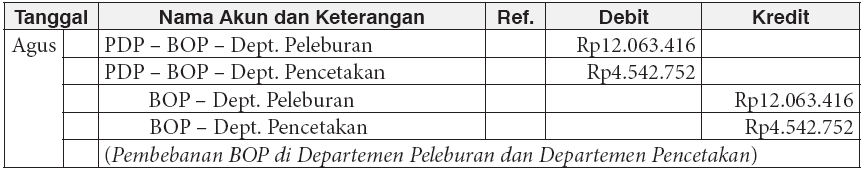 Tanggal Nama Akun dan Keterangan Ref. Debit Kredit
Agus PDP – BOP – Dept. Peleburan Rp12.063.416
PDP – BOP – Dept. Pencetakan Rp4.542.752
BOP – Dept. Peleburan Rp12.063.416
BOP – Dept. Pencetakan Rp4.542.752
(Pembebanan BOP di Departemen Peleburan dan Departemen Pencetakan)